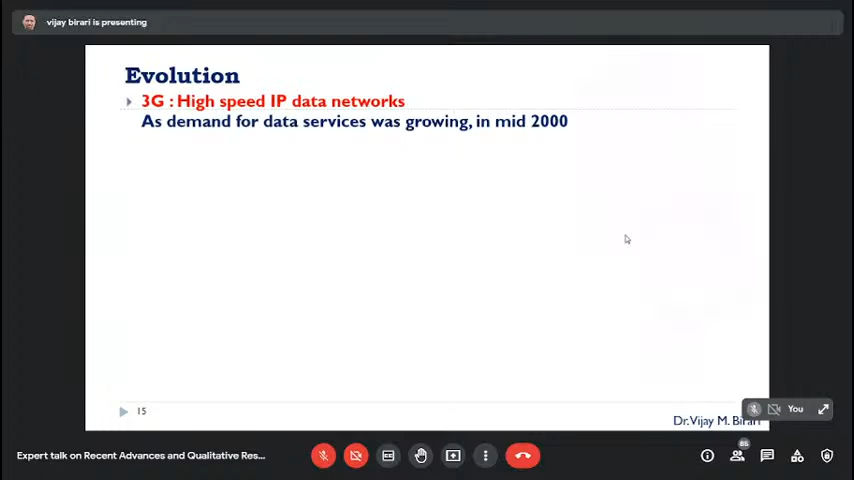 vijay birari is presenting
Evolution
3G : High speed IP data networks
As demand for data services was growing, in mid 2000
15
You
Dr. Vijay M. Birari
Expert talk on Recent Advances and Qualitative Res...
85